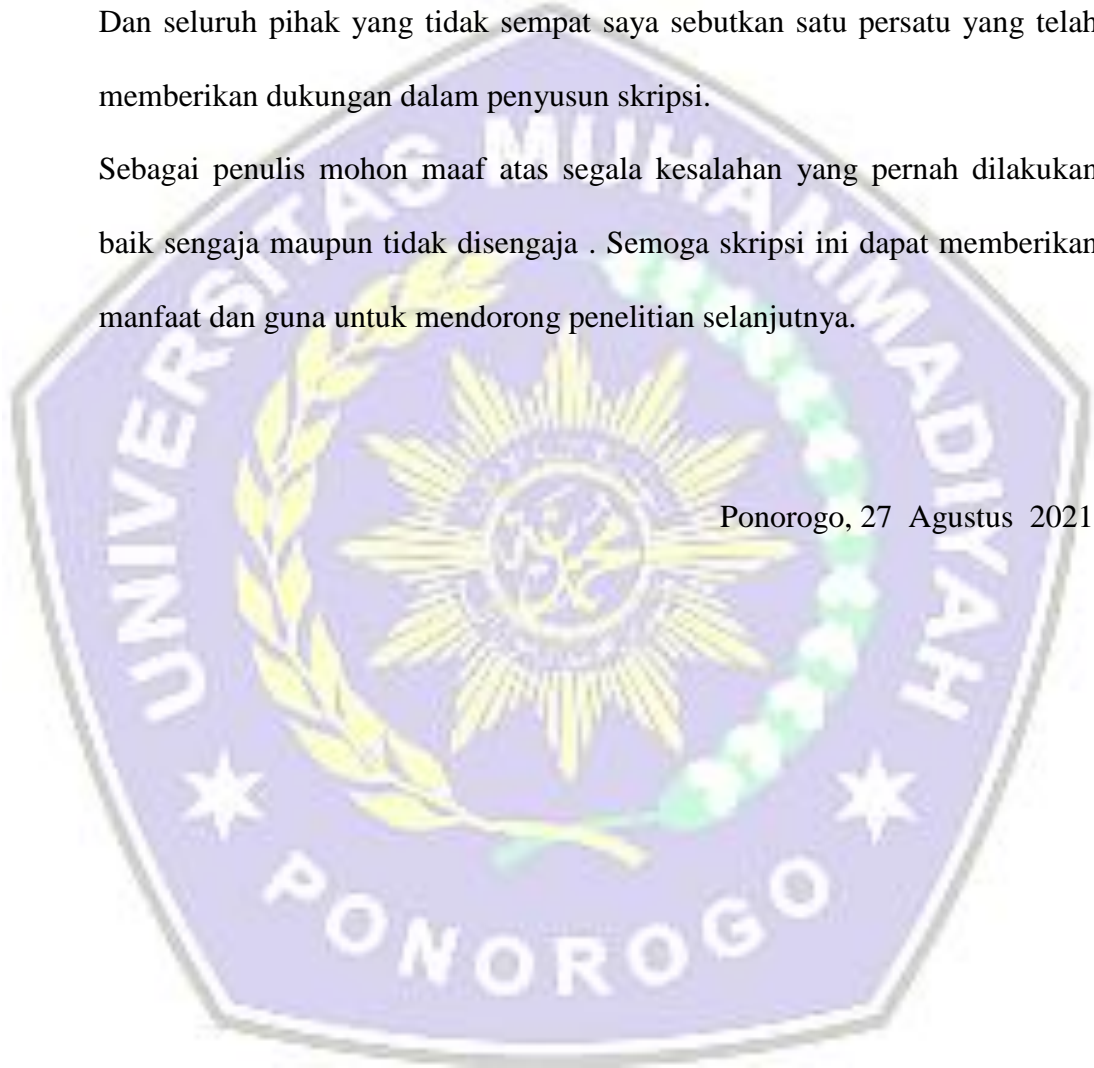 Dan seluruh pihak yang tidak sempat saya sebutkan satu persatu yang telah
memberikan dukungan dalam penyusun skripsi.
Sebagai penulis mohon maaf atas segala kesalahan yang pernah dilakukan
baik sengaja maupun tidak disengaja . Semoga skripsi ini dapat memberikan
manfaat dan guna untuk mendorong penelitian selanjutnya.
Ponorogo, 27 Agustus 2021
UNIVERSITAS MUHAMMADIYAH
PONOROGO